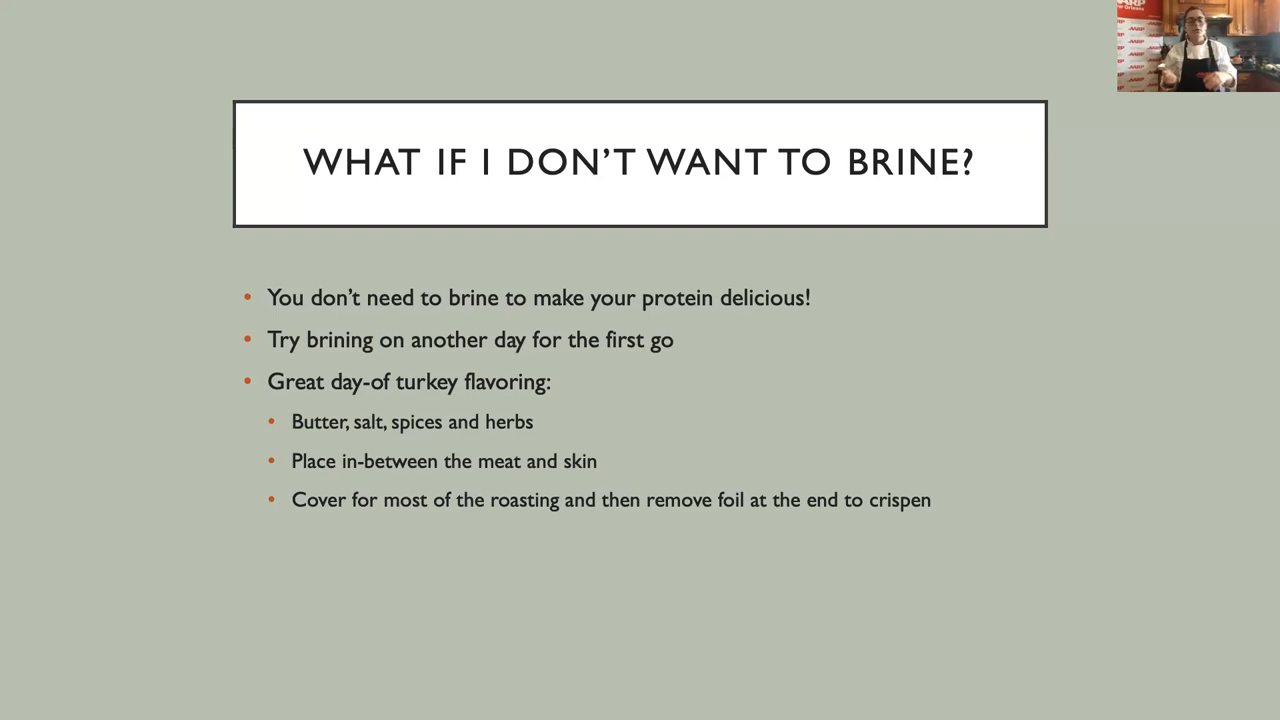 WHAT IF I DON'T WANT TO BRINE?
• You don't need to brine to make your protein delicious!
• Try brining on another day for the first go
• Great day-of turkey flavoring:
• Butter, salt, spices and herbs
• Place in-between the meat and skin
• Cover for most of the roasting and then remove foil at the end to crispen
AARP